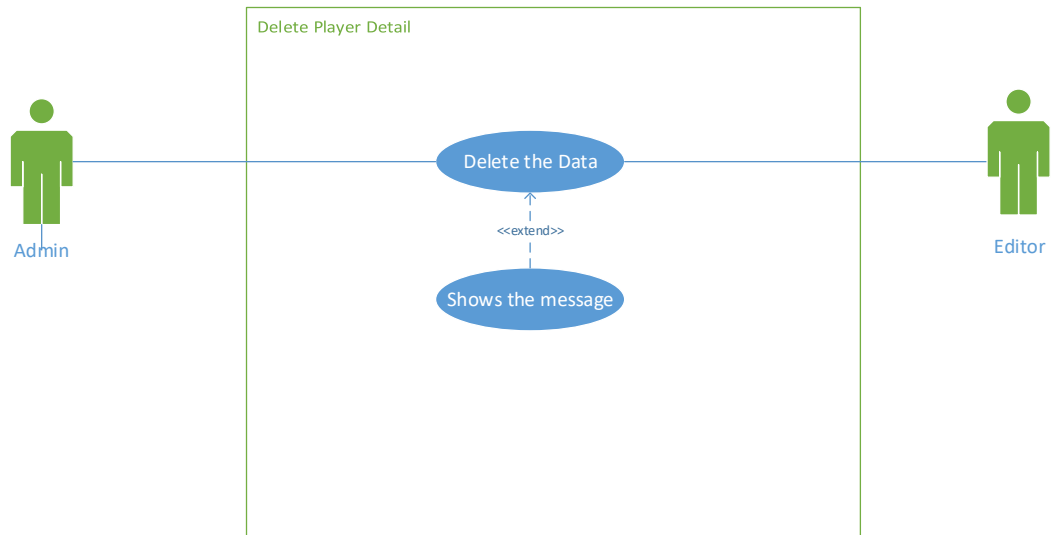 Delete Player Detail
Delete the Data
<<extend>>
Admin
Editor
Shows the message